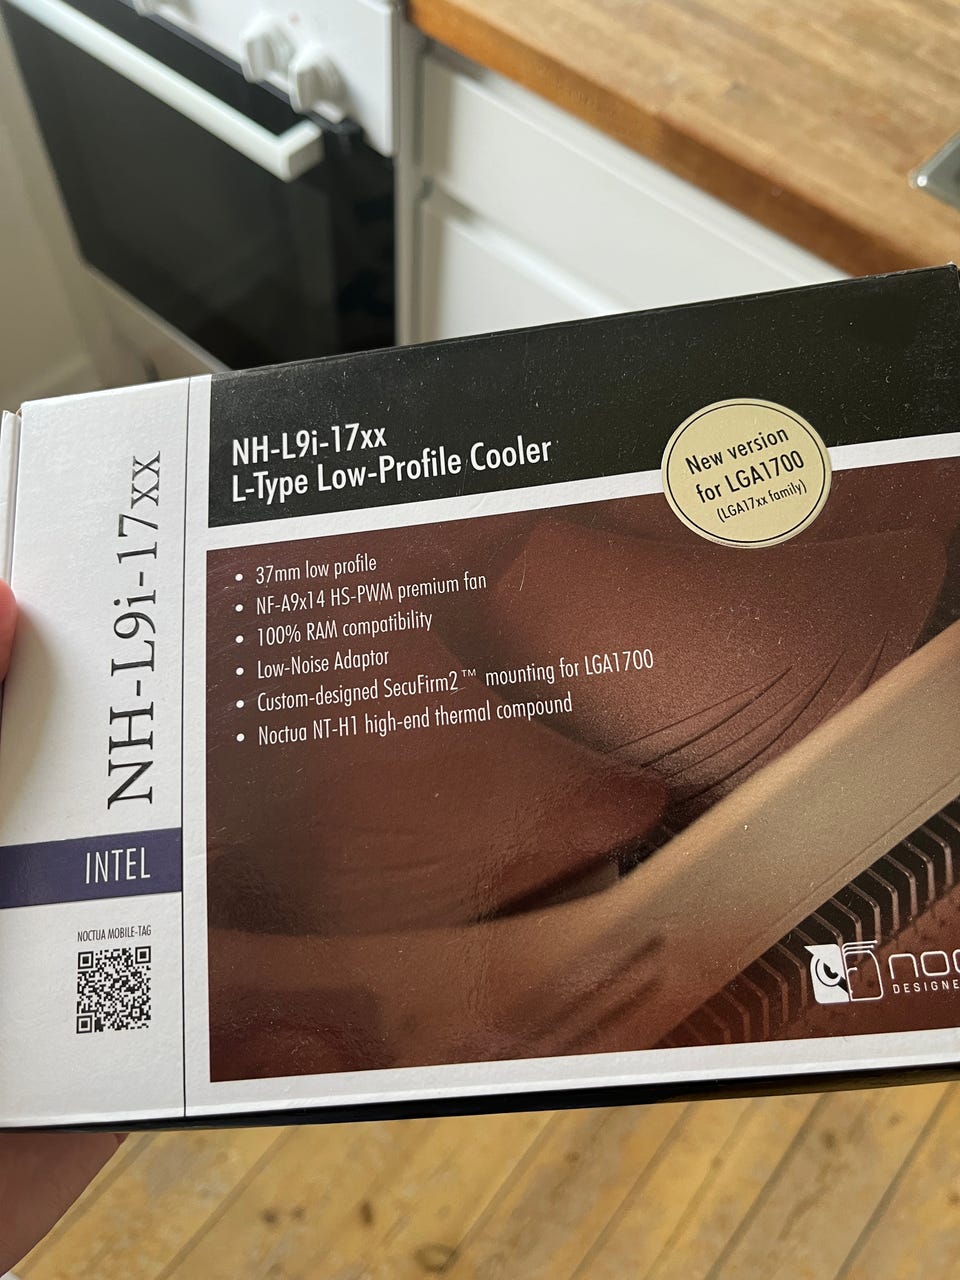 NH-L9i-17xx
L-Type Low-Profile Cooler
New version
for LGA1700
(LGA17xx family)
• 37mm low profile
• NF-A9x14 HS-PWM premium fan
• 100% RAM compatibility
• Low-Noise Adaptor
• Custom-designed SecuFirm2™ mounting for LGA1700
• Noctua NT-H1 high-end thermal compound
NH-L9i-17xx
INTEL
NOCTUA MOBILE-TAG
noc
DESIGNE